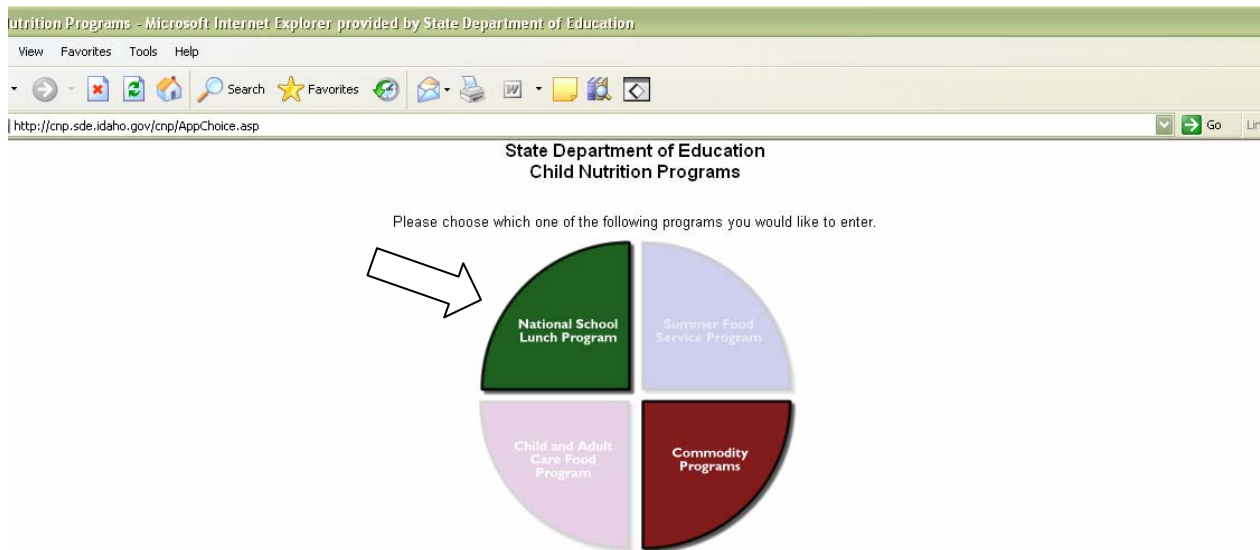 utrition Programs - Microsoft Internet Explorer provided by State Department of Education
View Favorites Tools Help
Search Favorites W
http://cnp.sde.idaho.gov/cnp/AppChoice.asp Go Lin
State Department of Education
Child Nutrition Programs
Please choose which one of the following programs you would like to enter.
National School
Lunch Program
Summer Food
Service Program
Child and Adult
Care Food
Program
Commodity
Programs